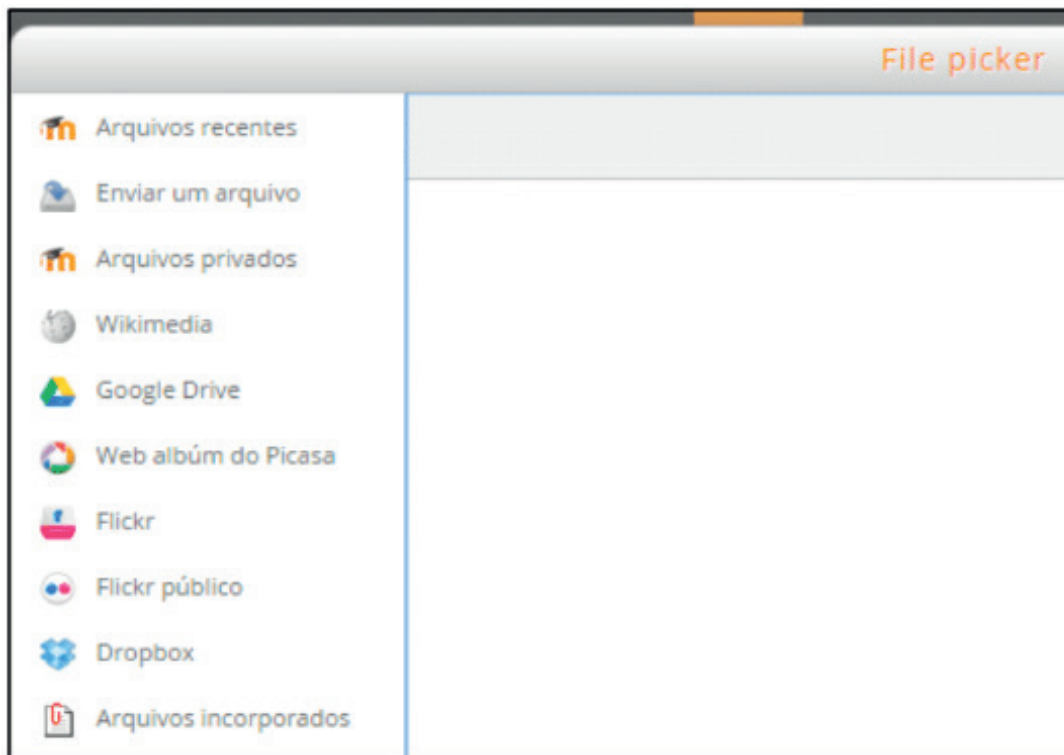 File picker
Arquivos recentes
Enviar um arquivo
Arquivos privados
Wikimedia
Google Drive
Web albúm do Picasa
Flickr
Flickr público
Dropbox
Arquivos incorporados